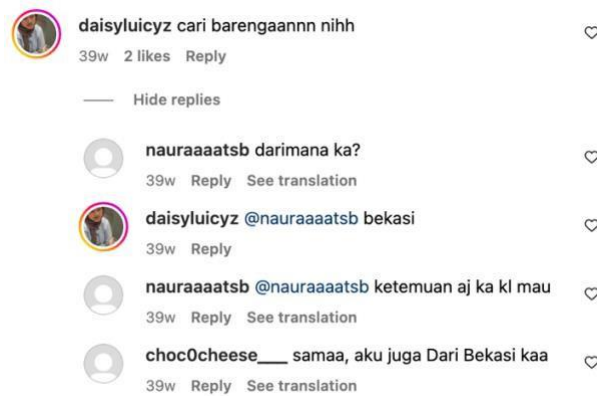 daisyluicyz cari barengaannn nihh
39w 2 likes Reply
Hide replies
nauraaaatsb darimana ka?
39w Reply See translation
daisyluicyz @nauraaaatsb bekasi
39w Reply
nauraaaatsb @nauraaaatsb ketemuan aj ka kl mau
39w Reply See translation
choc0cheese___ samaa, aku juga Dari Bekasi kaa
39w Reply See translation